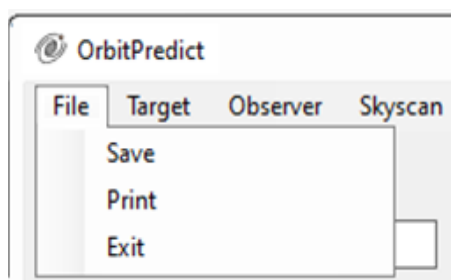 OrbitPredict
File Target Observer Skyscan
Save
Print
Exit